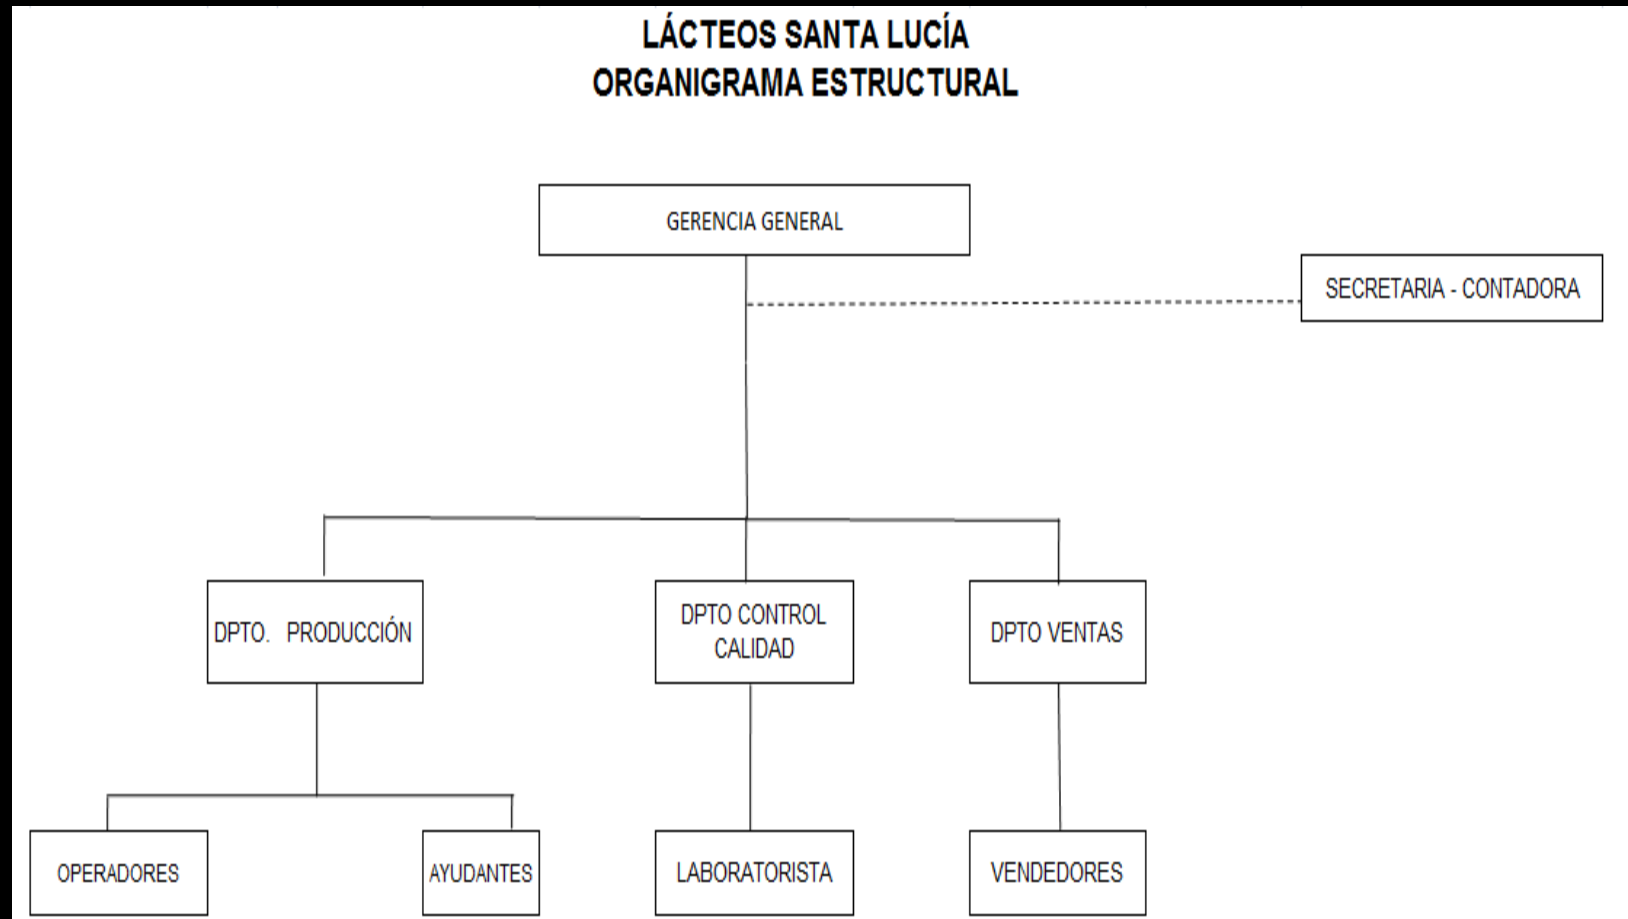 LÁCTEOS SANTA LUCÍA
ORGANIGRAMA ESTRUCTURAL
GERENCIA GENERAL
SECRETARIA - CONTADORA
DPTO. PRODUCCIÓN
DPTO CONTROL
CALIDAD
DPTO VENTAS
OPERADORES
AYUDANTES
LABORATORISTA
VENDEDORES